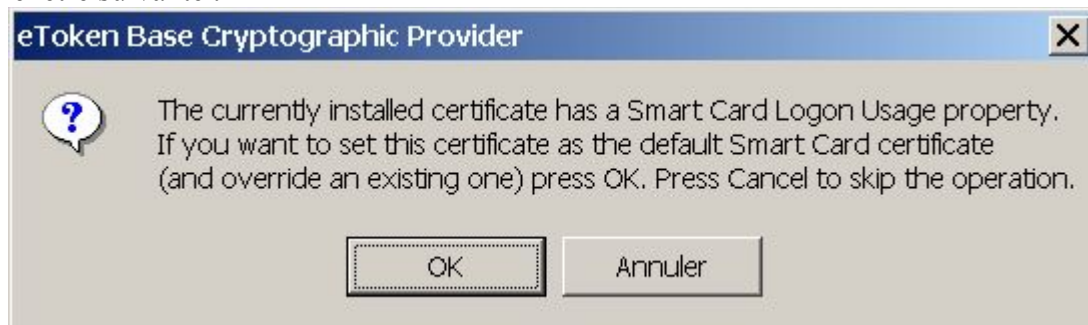 eToken Base Cryptographic Provider
The currently installed certificate has a Smart Card Logon Usage property.
If you want to set this certificate as the default Smart Card certificate
(and override an existing one) press OK. Press Cancel to skip the operation.
OK
Annuler